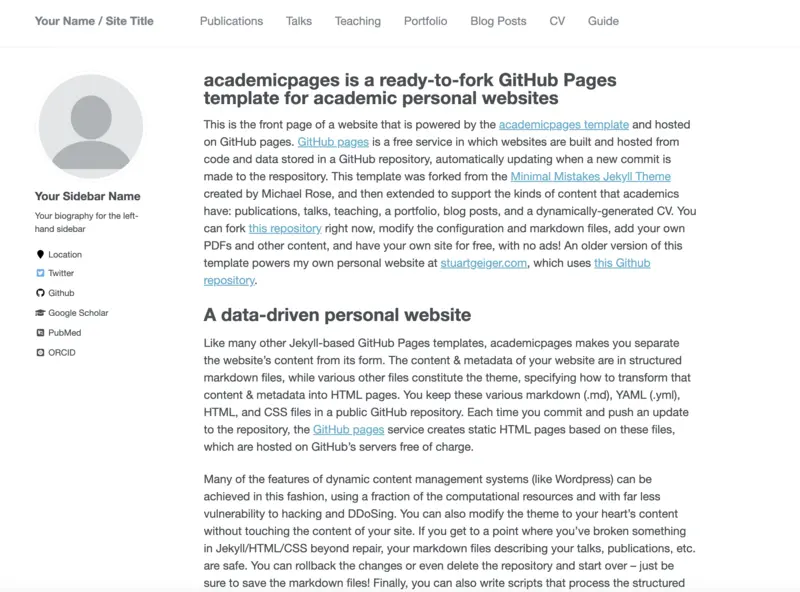 Your Name / Site Title
Publications
Talks
Teaching
Portfolio
Blog Posts
CV
Guide
Your Sidebar Name
Your biography for the left-
hand sidebar
Location
Twitter
Github
Google Scholar
PubMed
ORCID
academicpages is a ready-to-fork GitHub Pages
template for academic personal websites
This is the front page of a website that is powered by the academicpages template and hosted
on GitHub pages. GitHub pages is a free service in which websites are built and hosted from
code and data stored in a GitHub repository, automatically updating when a new commit is
made to the respository. This template was forked from the Minimal Mistakes Jekyll Theme
created by Michael Rose, and then extended to support the kinds of content that academics
have: publications, talks, teaching, a portfolio, blog posts, and a dynamically-generated CV. You
can fork this repository right now, modify the configuration and markdown files, add your own
PDFs and other content, and have your own site for free, with no ads! An older version of this
template powers my own personal website at stuartgeiger.com, which uses this Github
repository.
A data-driven personal website
Like many other Jekyll-based GitHub Pages templates, academicpages makes you separate
the website's content from its form. The content & metadata of your website are in structured
markdown files, while various other files constitute the theme, specifying how to transform that
content & metadata into HTML pages. You keep these various markdown (.md), YAML (.yml),
HTML, and CSS files in a public GitHub repository. Each time you commit and push an update
to the repository, the GitHub pages service creates static HTML pages based on these files,
which are hosted on GitHub's servers free of charge.
Many of the features of dynamic content management systems (like Wordpress) can be
achieved in this fashion, using a fraction of the computational resources and with far less
vulnerability to hacking and DDoSing. You can also modify the theme to your heart's content
without touching the content of your site. If you get to a point where you've broken something
in Jekyll/HTML/CSS beyond repair, your markdown files describing your talks, publications, etc.
are safe. You can rollback the changes or even delete the repository and start over – just be
sure to save the markdown files! Finally, you can also write scripts that process the structured